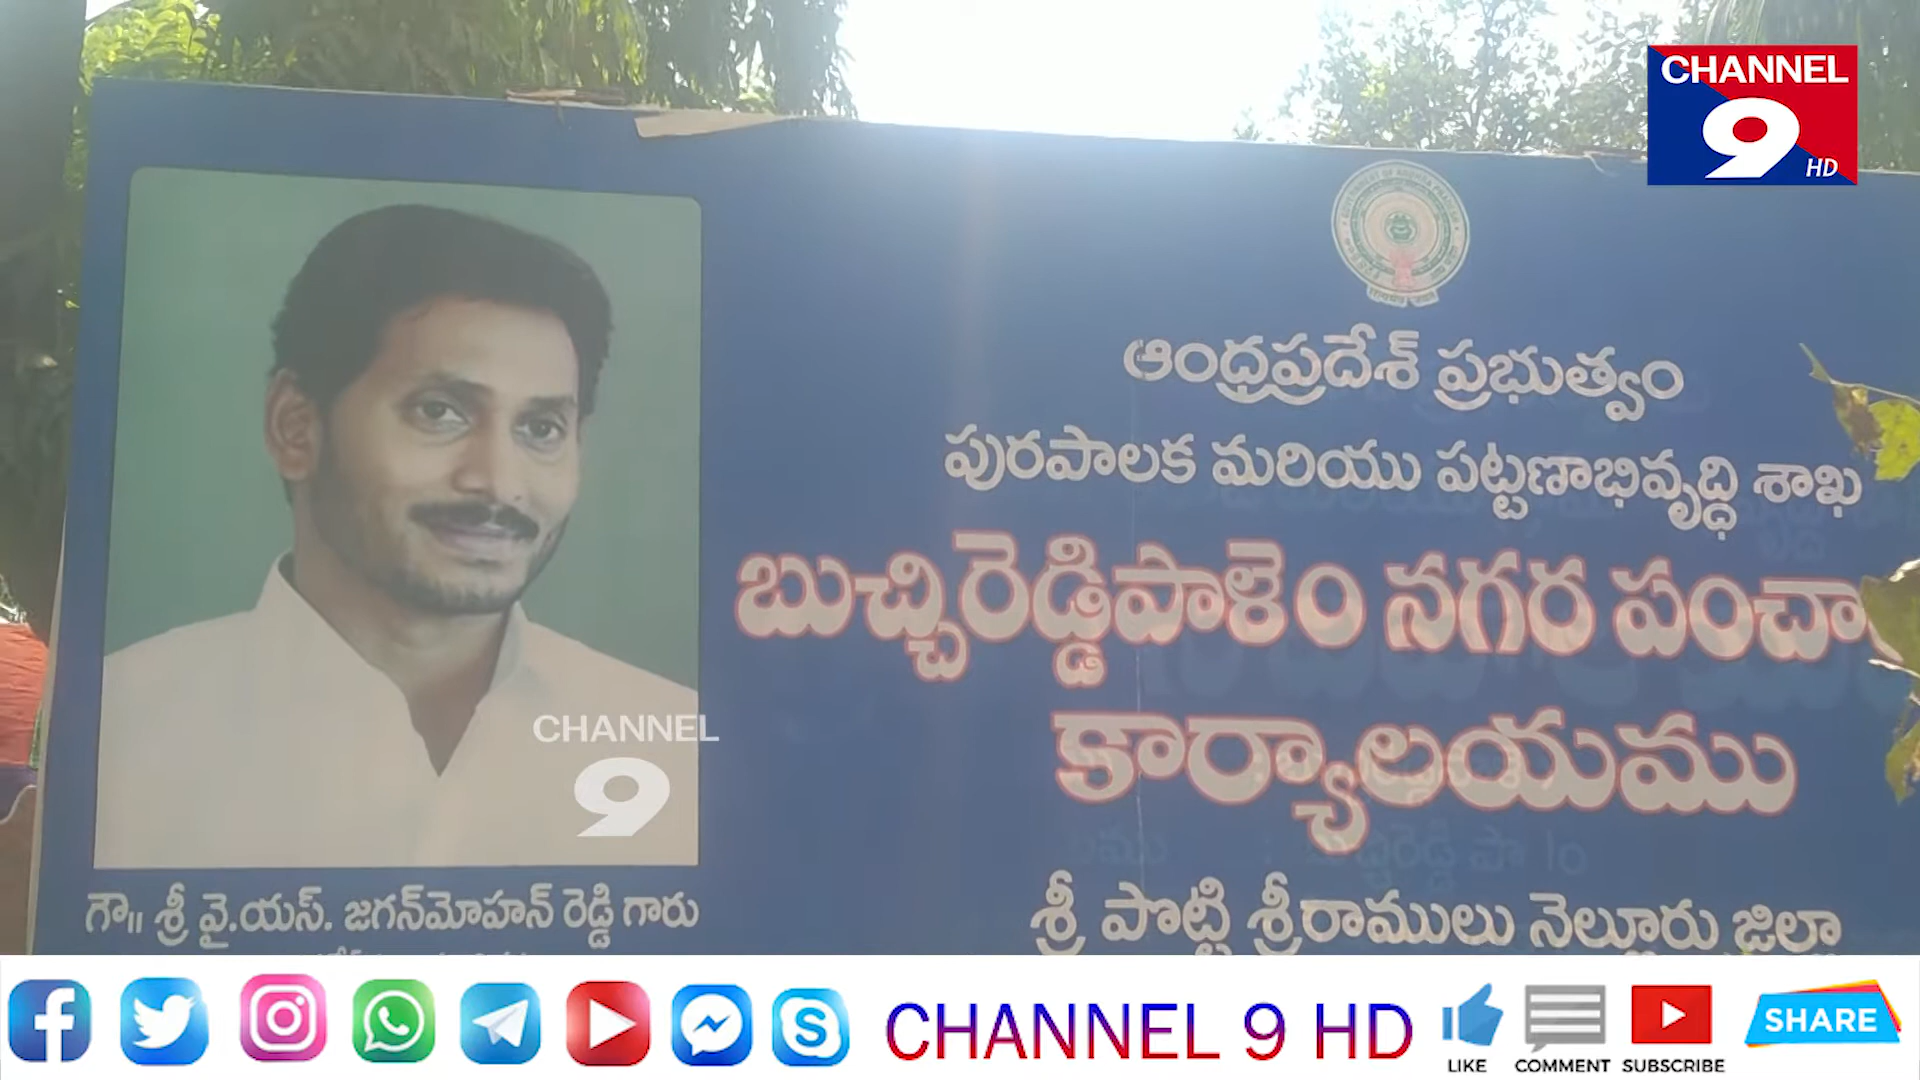 CHANNEL
9
HD
ఆంధ్రప్రదేశ్ ప్రభుత్వం
పురపాలక మరియు పట్టణాభివృద్ధి శాఖ
బుచ్చిరెడ్డిపాళెం నగర పంచా
కార్యాలయము
శ్రీ పొట్టి శ్రీరాములు నెల్లూరు జిల్లా
గౌ॥ శ్రీ వై.యస్. జగన్‌మోహన్ రెడ్డి గారు
CHANNEL
9
CHANNEL 9 HD
LIKE
COMMENT
SUBSCRIBE
SHARE